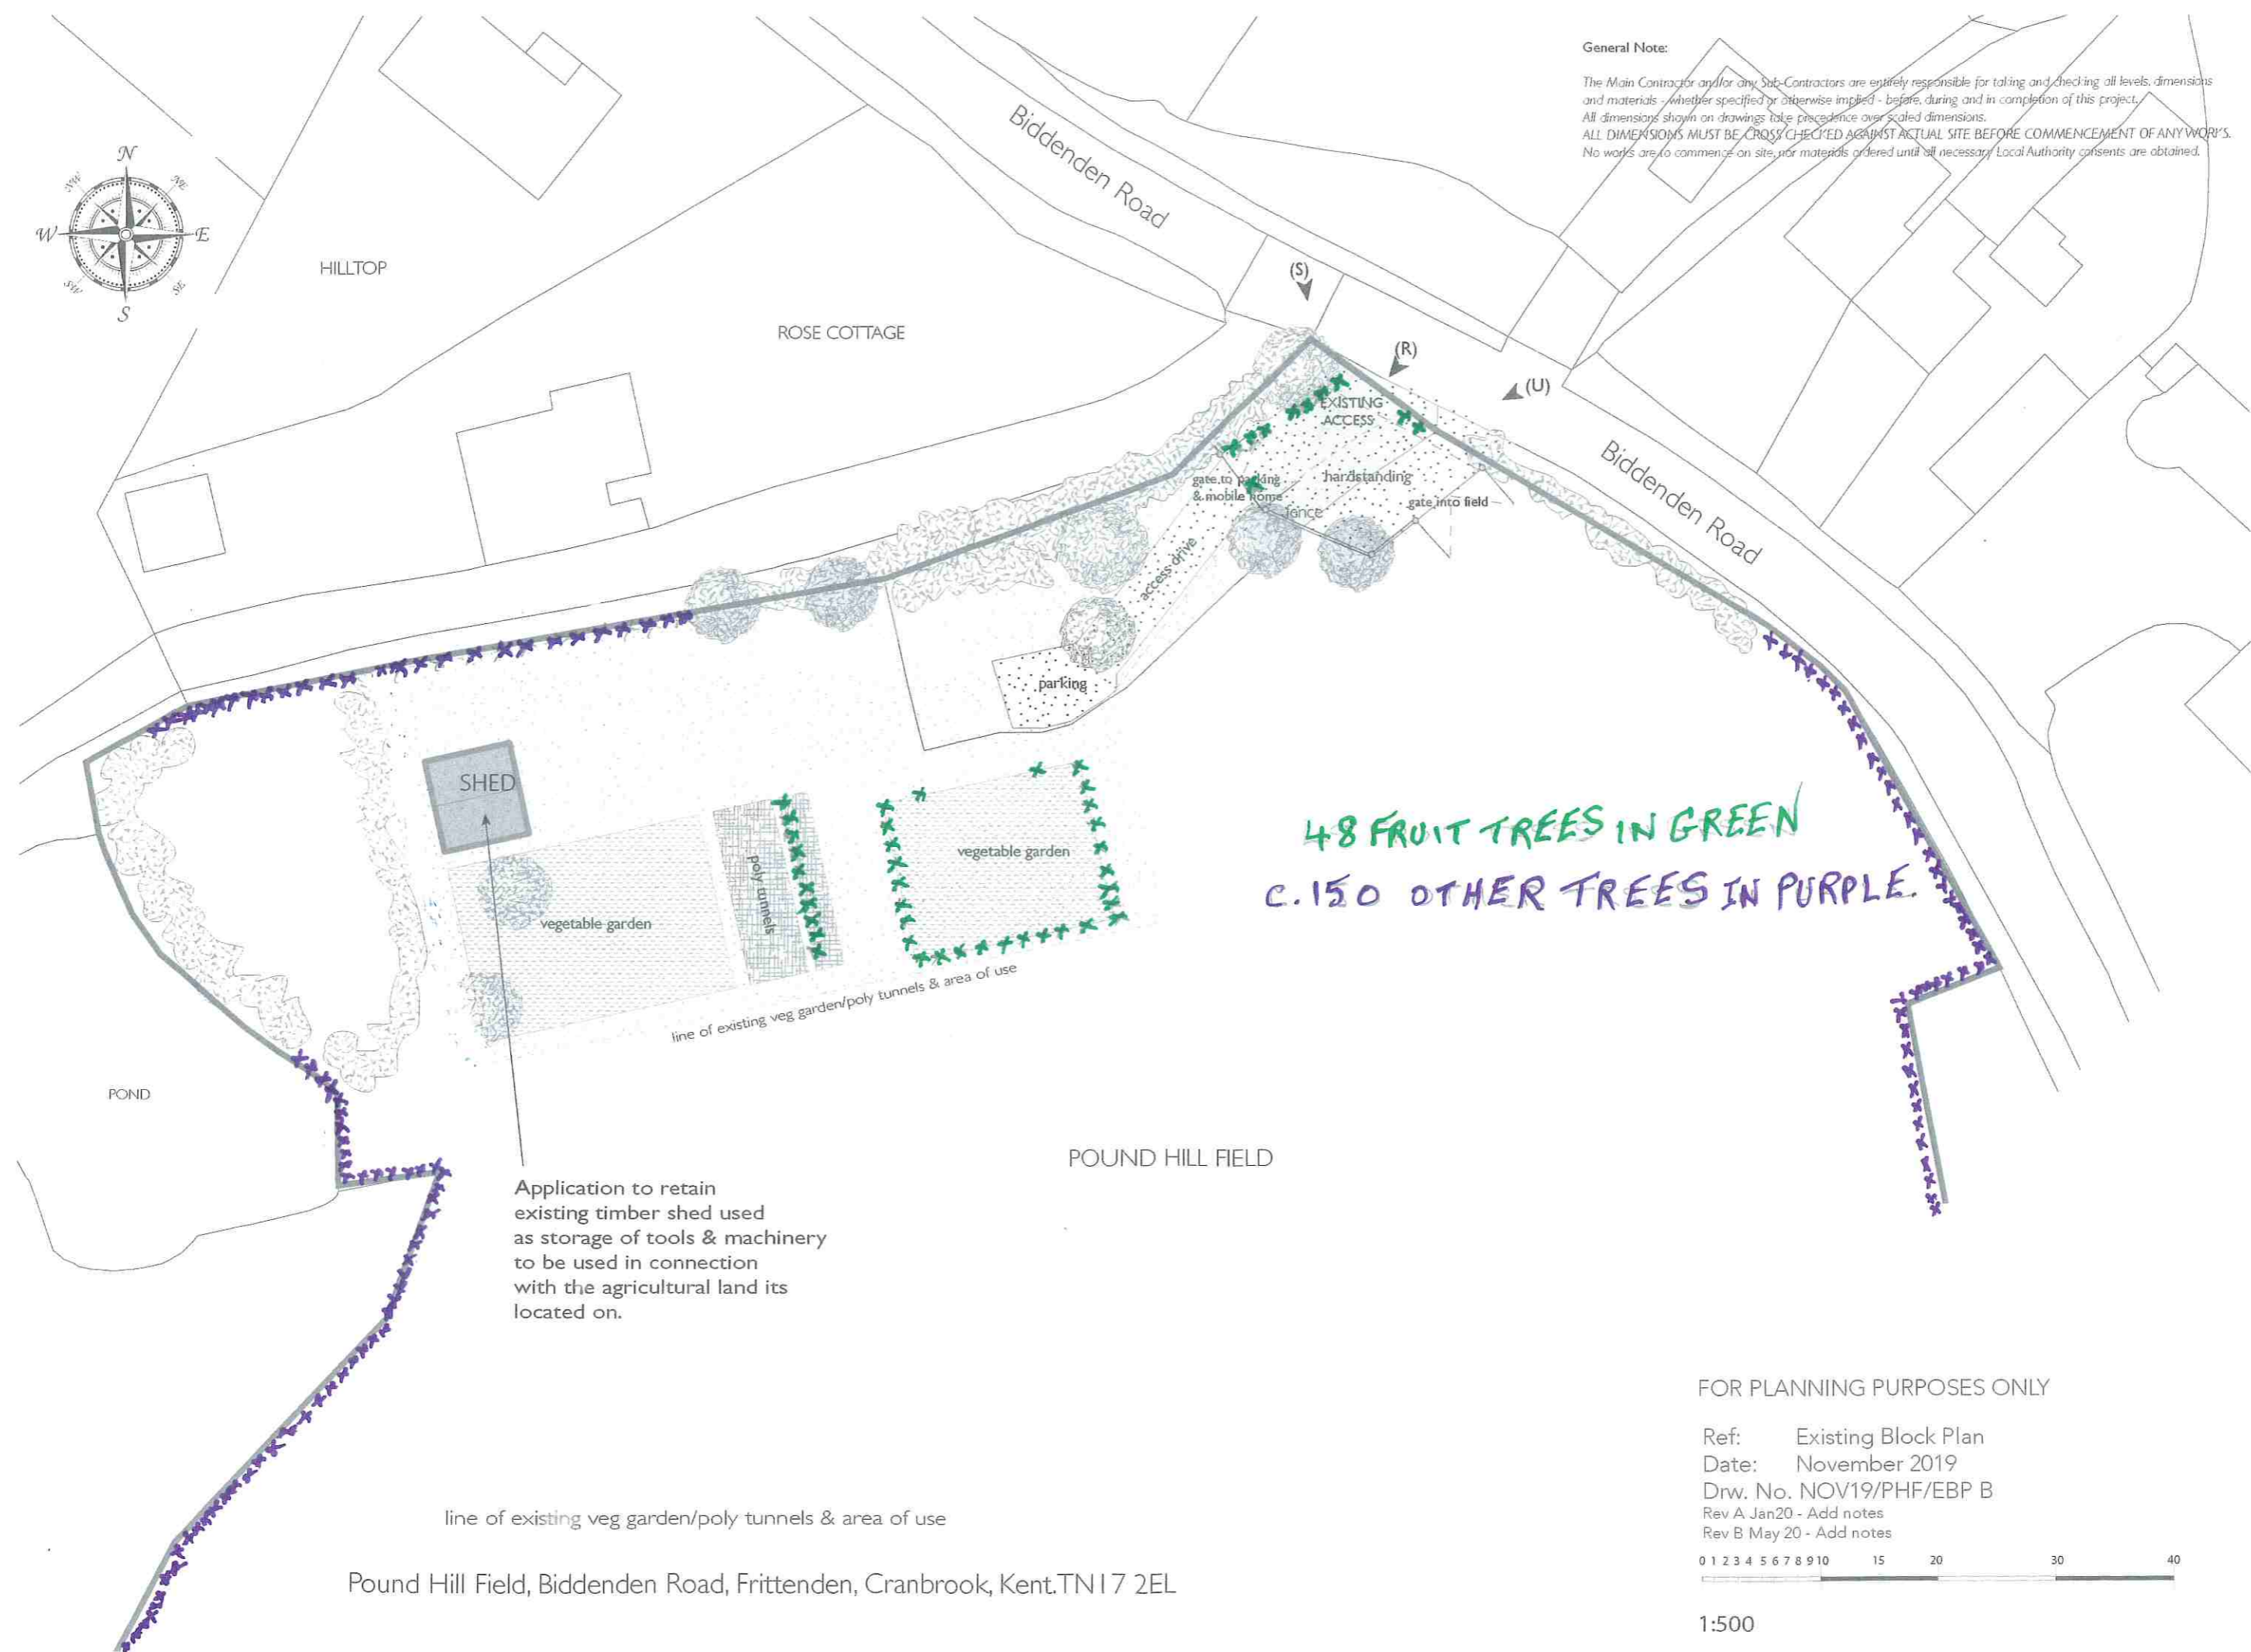 General Note:
The Main Contractor and/or any Sub-Contractors are entirely responsible for taking and checking all levels, dimensions
and materials - whether specified or otherwise implied - before, during and in completion of this project.
All dimensions shown on drawings take precedence over scaled dimensions.
ALL DIMENSIONS MUST BE CROSS CHECKED AGAINST ACTUAL SITE BEFORE COMMENCEMENT OF ANY WORKS.
No works are to commence on site, nor materials ordered until all necessary Local Authority consents are obtained.
Biddenden Road
N
NW
NE
W
E
SW
SE
S
HILLTOP
(S)
ROSE COTTAGE
(R)
(U)
EXISTING
ACCESS
Biddenden Road
gate to parking
& mobile home
hardstanding
gate into field
fence
access drive
parking
SHED
48 FRUIT TREES IN GREEN
C.150 OTHER TREES IN PURPLE.
poly tunnels
vegetable garden
vegetable garden
line of existing veg garden/poly tunnels & area of use
POND
POUND HILL FIELD
Application to retain
existing timber shed used
as storage of tools & machinery
to be used in connection
with the agricultural land its
located on.
FOR PLANNING PURPOSES ONLY
Ref: Existing Block Plan
Date: November 2019
Drw. No. NOV19/PHF/EBP B
Rev A Jan20 - Add notes
Rev B May 20 - Add notes
line of existing veg garden/poly tunnels & area of use
0 1 2 3 4 5 6 7 8 9 10 15 20 30 40
Pound Hill Field, Biddenden Road, Frittenden, Cranbrook, Kent.TN17 2EL
1:500